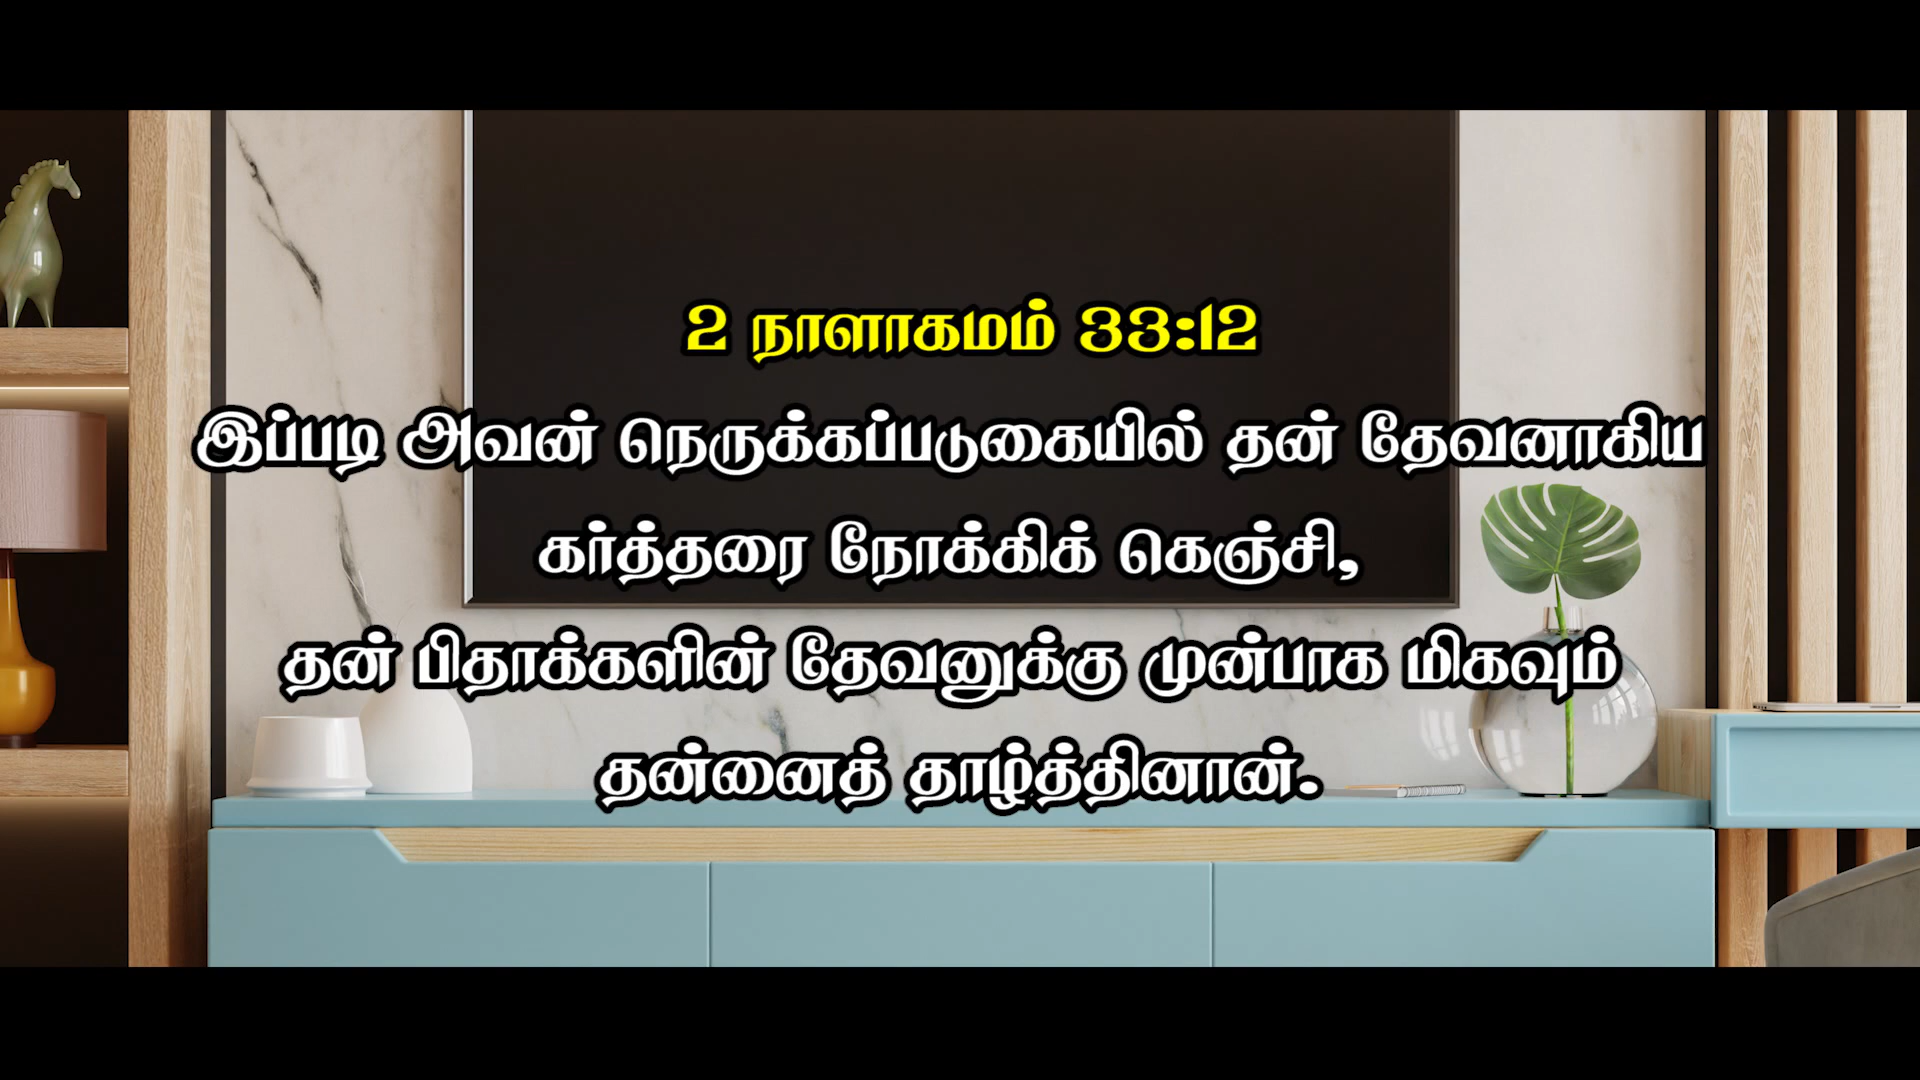 2 நாளாகமம் 33:12
இப்படி அவன் நெருக்கப்படுகையில் தன் தேவனாகிய
கர்த்தரை நோக்கிக் கெஞ்சி,
தன் பிதாக்களின் தேவனுக்கு முன்பாக மிகவும்
தன்னைத் தாழ்த்தினான்.